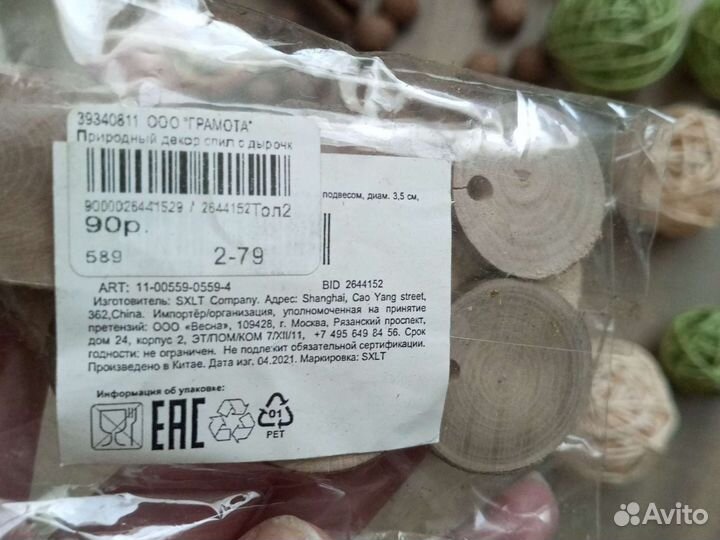 39340811 ООО "ГРАМОТА"
Природный декор спил с дырочк
подвесом, диам. 3,5 см,
9000026441529 / 2644152Тол2
90р.
589 2-79
ART: 11-00559-0559-4 BID 2644152
Изготовитель: SXLT Company. Адрес: Shanghai, Cao Yang street,
362,China. Импортёр/организация, уполномоченная на принятие
претензий: ООО «Весна», 109428, г. Москва, Рязанский проспект,
дом 24, корпус 2, ЭТ/ПОМ/КОМ 7/XII/11, +7 495 649 84 56. Срок
годности: не ограничен. Не подлежит обязательной сертификации.
Произведено в Китае. Дата изг. 04.2021. Маркировка: SXLT
Информация об упаковке:
EAC
01
PET
Avito